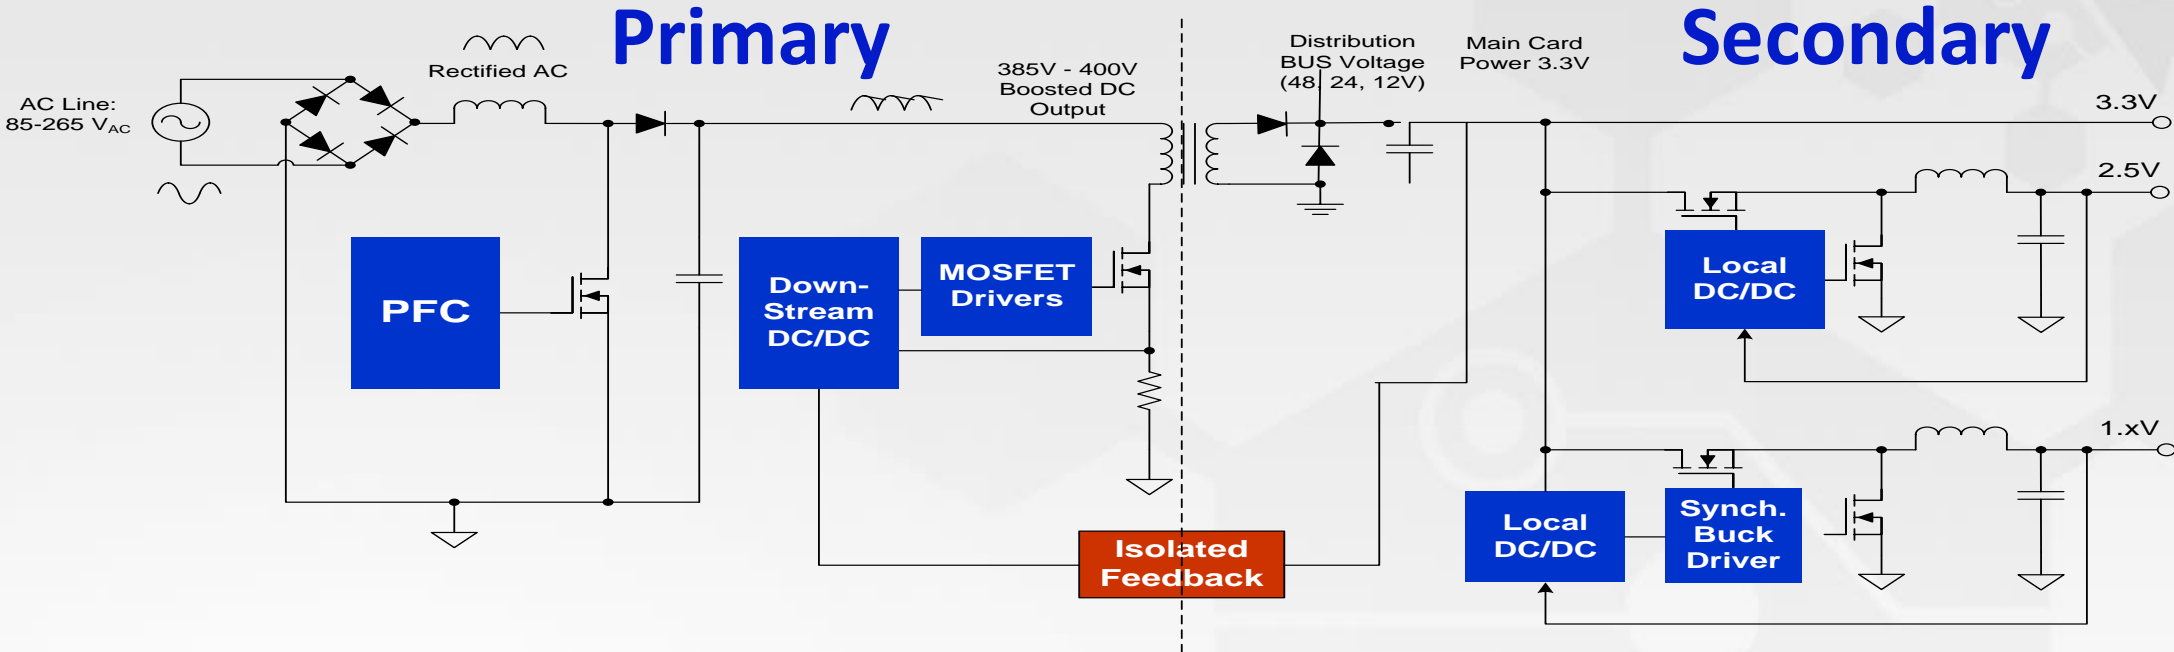 Primary
Secondary
Rectified AC
AC Line:
85-265 VAC
385V - 400V
Boosted DC
Output
Distribution
BUS Voltage
(48, 24, 12V)
Main Card
Power 3.3V
3.3V
2.5V
PFC
Down-
Stream
DC/DC
MOSFET
Drivers
Local
DC/DC
1.xV
Isolated
Feedback
Local
DC/DC
Synch.
Buck
Driver